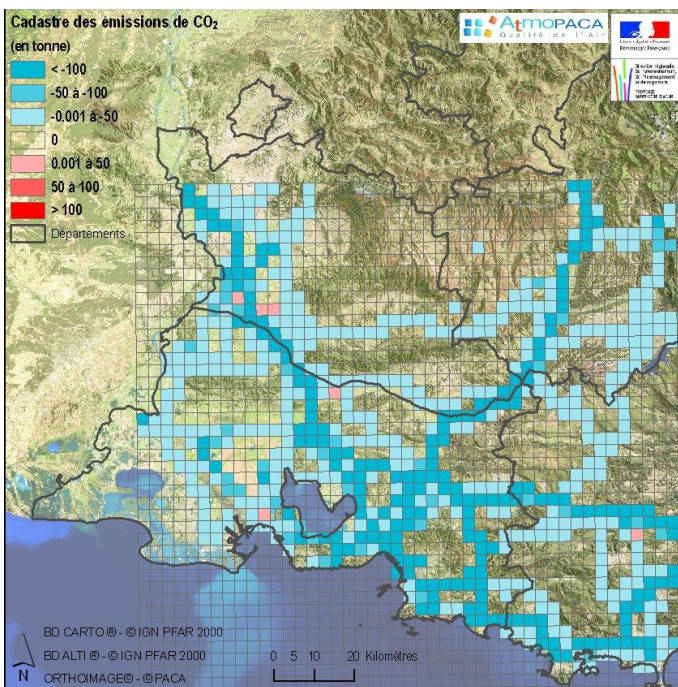 Cadastre des émissions de CO₂
(en tonne)
< -100
-50 à -100
-0.001 à -50
0
0.001 à 50
50 à 100
> 100
Départements
AtmoPACA
Qualité de l'Air
BD CARTO ® - © IGN PFAR 2000
BD ALTI ® - © IGN PFAR 2000
ORTHOIMAGE© - © PACA
N
0 5 10 20 Kilomètres